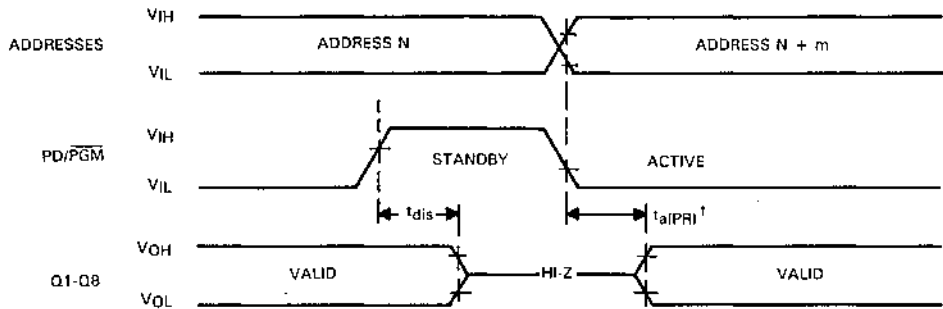 VIH
ADDRESSES ADDRESS N ADDRESS N + m
VIL
VIH
PD/PGM STANDBY ACTIVE
VIL
tdis ta(PR)†
VOH
Q1-Q8 VALID HI-Z VALID
VOL